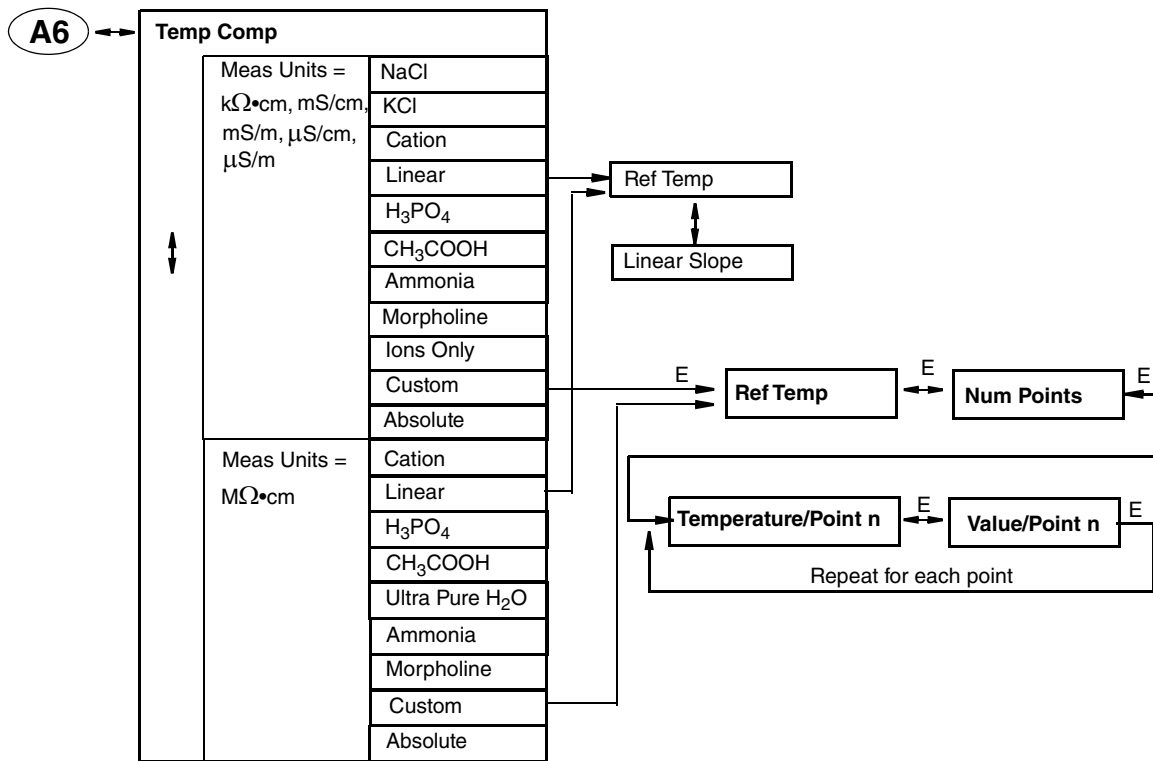 A6
Temp Comp
Meas Units =
kΩ•cm, mS/cm,
mS/m, μS/cm,
μS/m
NaCl
KCl
Cation
Linear
H₃PO₄
CH₃COOH
Ammonia
Morpholine
Ions Only
Custom
Absolute
Meas Units =
MΩ•cm
Cation
Linear
H₃PO₄
CH₃COOH
Ultra Pure H₂O
Ammonia
Morpholine
Custom
Absolute
Ref Temp
Linear Slope
E
Ref Temp
E
Num Points
E
Temperature/Point n
E
Value/Point n
E
Repeat for each point